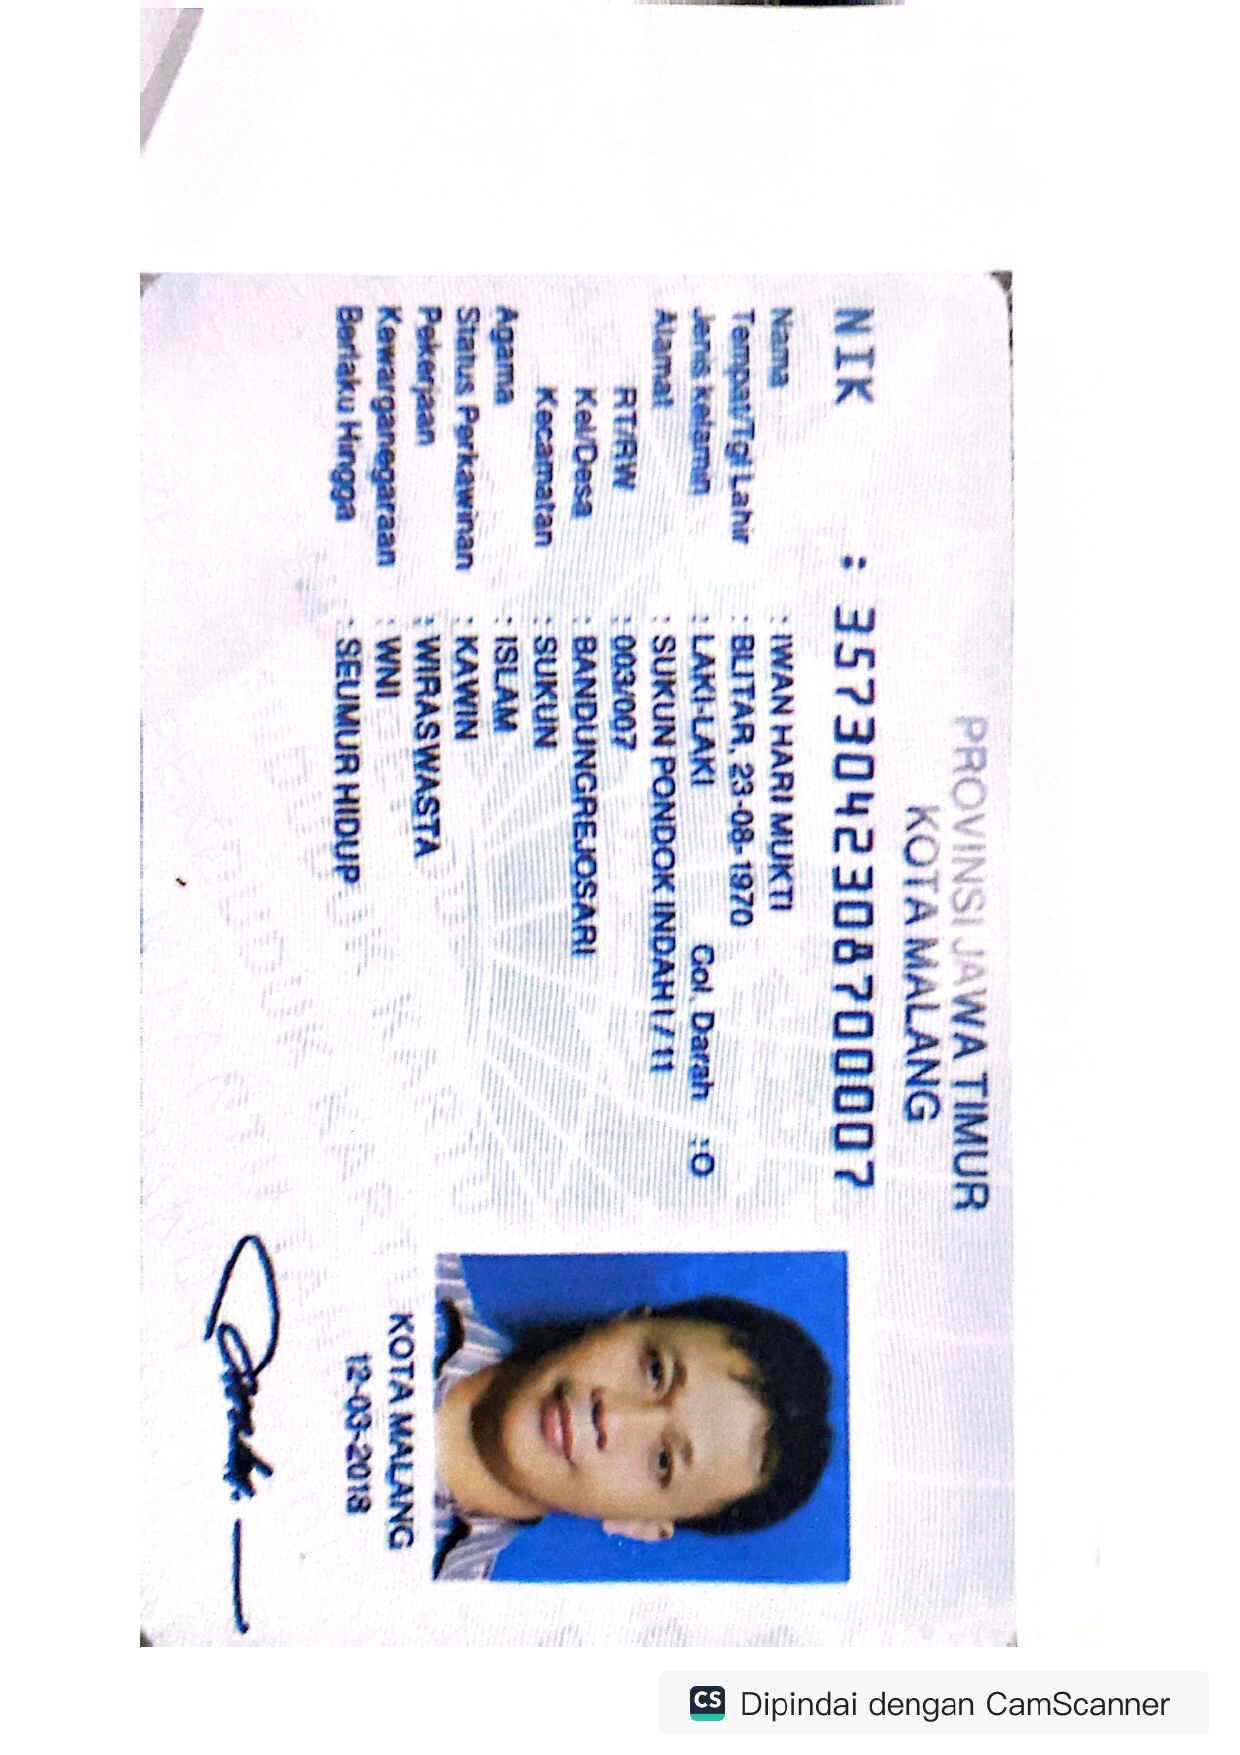 PROVINSI JAWA TIMUR
KOTA MALANG
NIK : 3573042308700007
Nama : IWAN HARI MUKTI
Tempat/Tgl Lahir : BLITAR, 23-08-1970
Jenis kelamin : LAKI-LAKI Gol. Darah : O
Alamat : SUKUN PONDOK INDAH I / 11
RT/RW : 003/007
Kel/Desa : BANDUNGREJOSARI
Kecamatan : SUKUN
Agama : ISLAM
Status Perkawinan : KAWIN
Pekerjaan : WIRASWASTA
Kewarganegaraan : WNI
Berlaku Hingga : SEUMUR HIDUP
KOTA MALANG
12-03-2018
CS Dipindai dengan CamScanner